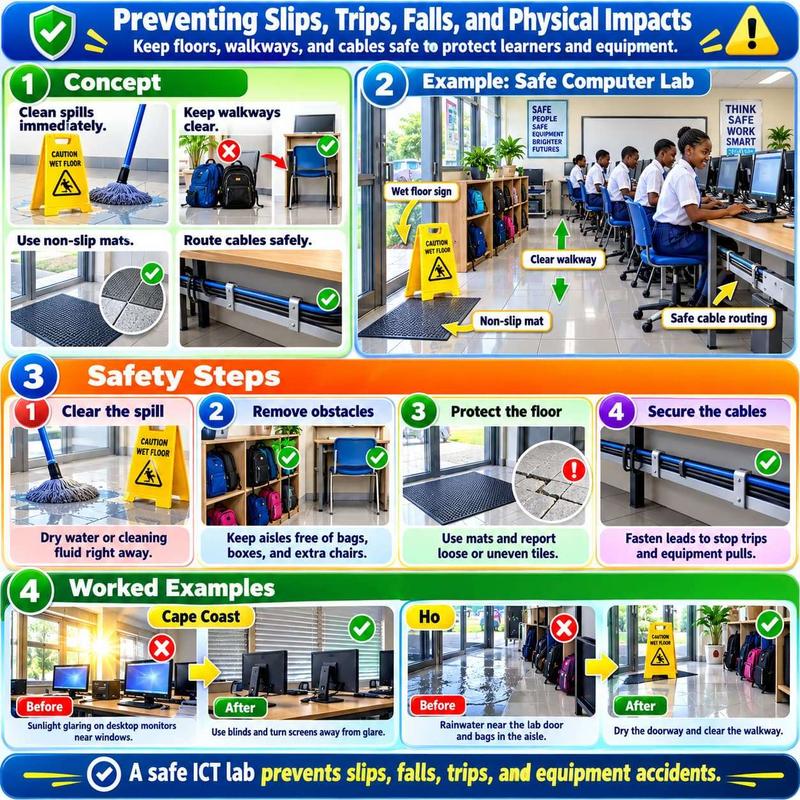 Preventing Slips, Trips, Falls, and Physical Impacts
Keep floors, walkways, and cables safe to protect learners and equipment.
1 Concept
Clean spills
immediately.
CAUTION
WET FLOOR
Keep walkways
clear.
Use non-slip mats.
Route cables safely.
2 Example: Safe Computer Lab
SAFE
PEOPLE
SAFE
EQUIPMENT
BRIGHTER
FUTURES
THINK
SAFE
WORK
SMART
Wet floor sign
CAUTION
WET FLOOR
Clear walkway
Non-slip mat
Safe cable routing
3 Safety Steps
1 Clear the spill
CAUTION
WET FLOOR
Dry water or cleaning
fluid right away.
2 Remove obstacles
Keep aisles free of bags,
boxes, and extra chairs.
3 Protect the floor
Use mats and report
loose or uneven tiles.
4 Secure the cables
Fasten leads to stop trips
and equipment pulls.
4 Worked Examples
Cape Coast
Before
Sunlight glaring on desktop monitors
near windows.
After
Use blinds and turn screens away from glare.
Ho
Before
Rainwater near the lab door
and bags in the aisle.
CAUTION
WET FLOOR
After
Dry the doorway and clear the walkway.
A safe ICT lab prevents slips, falls, trips, and equipment accidents.